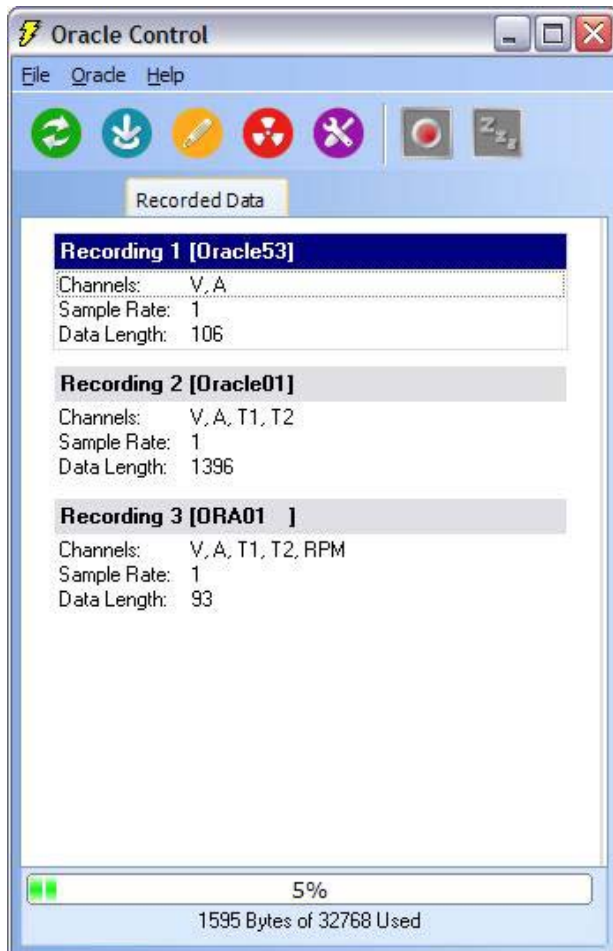 Oracle Control
File Oracle Help
Recorded Data
Recording 1 [Oracle53]
Channels: V, A
Sample Rate: 1
Data Length: 106
Recording 2 [Oracle01]
Channels: V, A, T1, T2
Sample Rate: 1
Data Length: 1396
Recording 3 [ORA01   ]
Channels: V, A, T1, T2, RPM
Sample Rate: 1
Data Length: 93
5%
1595 Bytes of 32768 Used